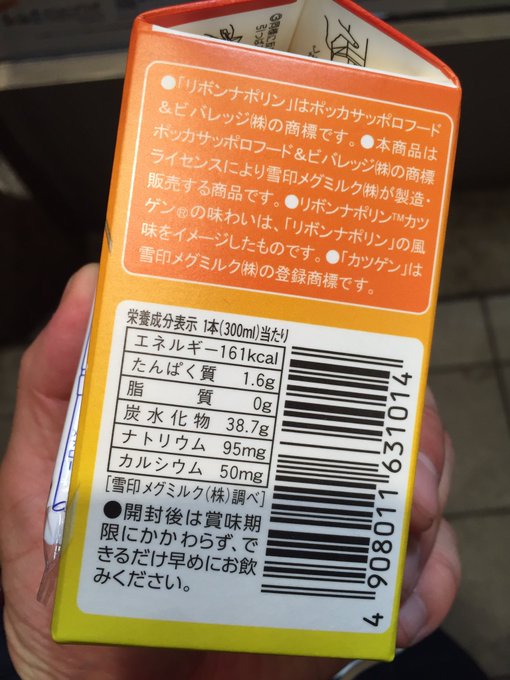 ●「リボンナポリン」はポッカサッポロフード
&ビバレッジ㈱の商標です。●本商品は
ポッカサッポロフード&ビバレッジ㈱の商標
ライセンスにより雪印メグミルク㈱が製造・
販売する商品です。●リボンナポリン™カツ
ゲン®の味わいは、「リボンナポリン」の風
味をイメージしたものです。●「カツゲン」は
雪印メグミルク㈱の登録商標です。
栄養成分表示 1本(300ml)当たり
エネルギー 161kcal
たんぱく質 1.6g
脂質 0g
炭水化物 38.7g
ナトリウム 95mg
カルシウム 50mg
[雪印メグミルク(株)調べ]
●開封後は賞味期
限にかかわらず、で
きるだけ早めにお飲
みください。
4 908011 631014